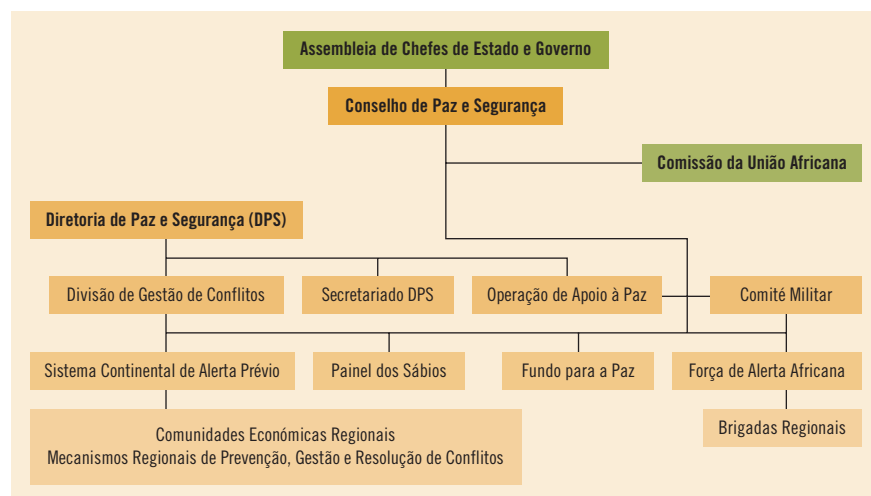 Assembleia de Chefes de Estado e Governo
Conselho de Paz e Segurança
Comissão da União Africana
Diretoria de Paz e Segurança (DPS)
Divisão de Gestão de Conflitos
Secretariado DPS
Operação de Apoio à Paz
Comité Militar
Sistema Continental de Alerta Prévio
Painel dos Sábios
Fundo para a Paz
Força de Alerta Africana
Comunidades Económicas Regionais
Mecanismos Regionais de Prevenção, Gestão e Resolução de Conflitos
Brigadas Regionais